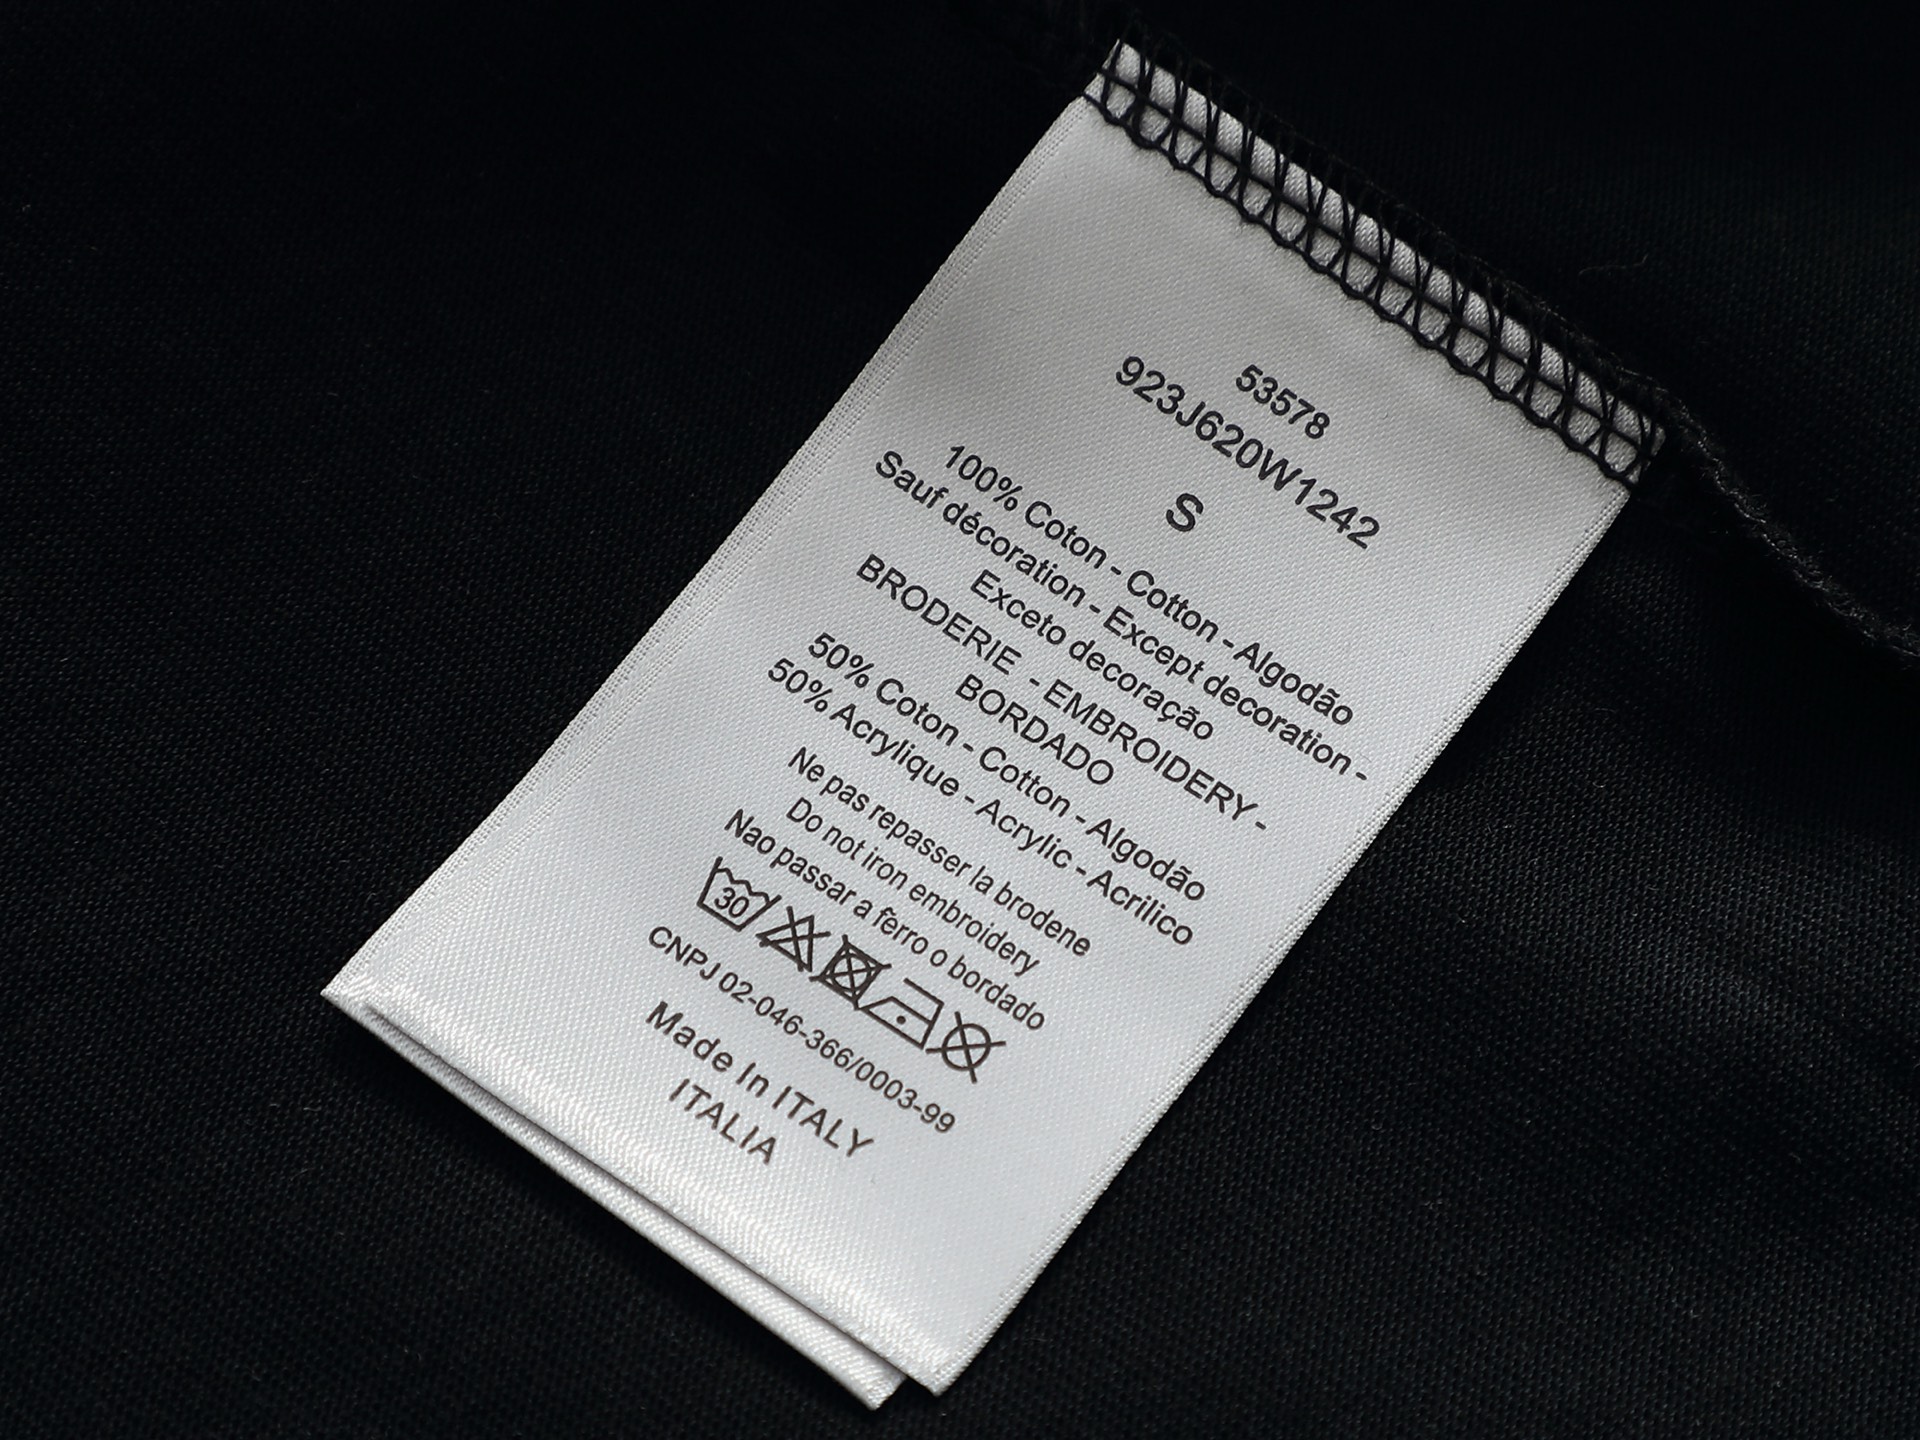 53578
923J620W1242
S
100% Coton - Cotton - Algodão
Sauf décoration - Except decoration -
Exceto decoração
BRODERIE - EMBROIDERY -
BORDADO
50% Coton - Cotton - Algodão
50% Acrylique - Acrylic - Acrilico
Ne pas repasser la brodene
Do not iron embroidery
Nao passar a ferro o bordado
30
CNPJ 02-046-366/0003-99
Made In ITALY
ITALIA